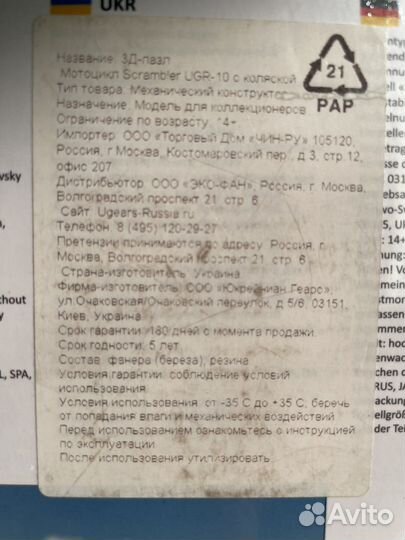 UKR
Название: 3Д-пазл
Мотоцикл Scrambler UGR-10 с коляской
Тип товара: Механический конструктор
Назначение: Модель для коллекционеров
Ограничение по возрасту: 14+
Импортер: ООО «Торговый Дом «ЧИН-РУ» 105120,
Россия, г Москва, Костомаровский пер, д 3, стр.12,
офис 207
Дистрибьютор: ООО «ЭКС-ФАН», Россия, г. Москва,
Волгоградский проспект 21 стр 6
Сайт: Ugears-Russia.ru
Телефон: 8 (495) 120-29-27
Претензии принимаются по адресу: Россия, г.
Москва, Волгоградский проспект 21 стр. 6
Страна-изготовитель: Украина
Фирма-изготовитель: ООО «Юкрейниан Геарс»,
ул.Очаковская/Очаковский переулок, д 5/6, 03151,
Киев, Украина
Срок гарантии: 180 дней с момента продажи
Срок годности: 5 лет
Состав: фанера (береза), резина
Условия гарантии: соблюдение условий
использования
Условия использования: от -35 С до +35 С, беречь
от попадания влаги и механических воздействий
Перед использованием ознакомьтесь с инструкцией
по эксплуатации
После использования утилизировать
21
PAP
vsky
thout
L, SPA,
Avito